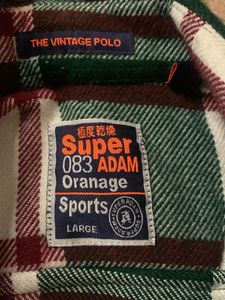 THE VINTAGE POLO
極度乾燥
Super
083 ADAM
Oranage
Sports
LARGE